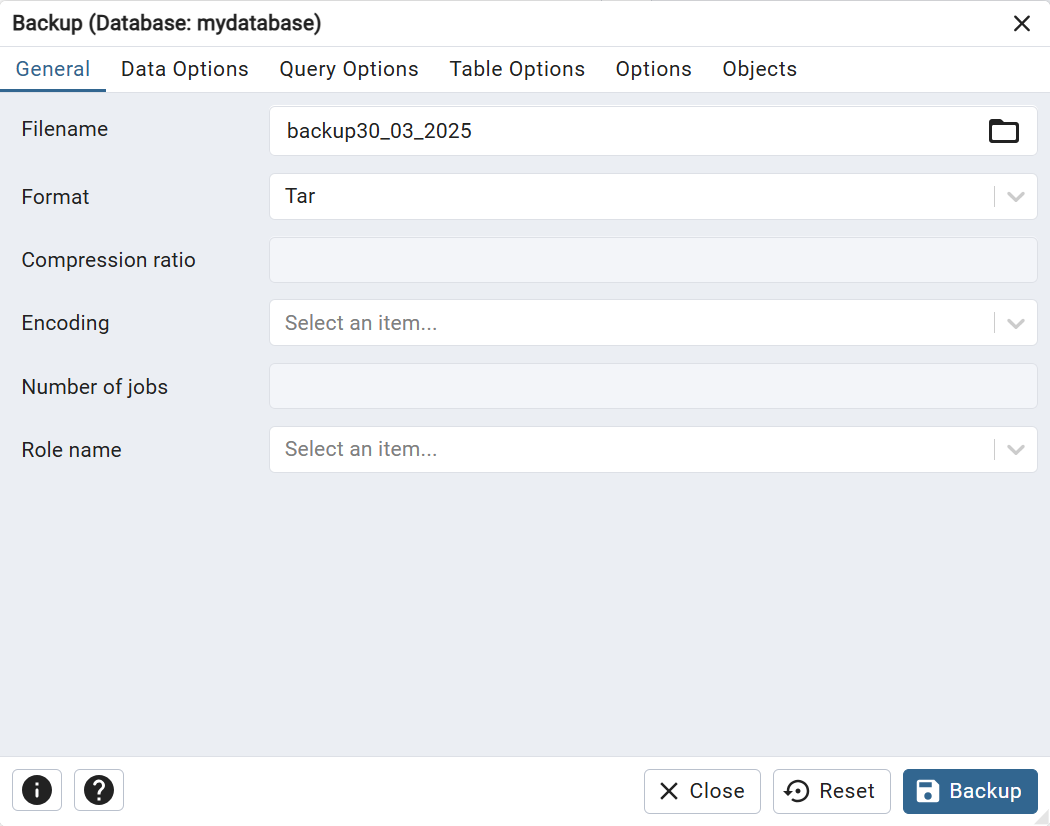 Backup (Database: mydatabase)
General Data Options Query Options Table Options Options Objects
Filename backup30_03_2025
Format Tar
Compression ratio
Encoding Select an item...
Number of jobs
Role name Select an item...
Close Reset Backup